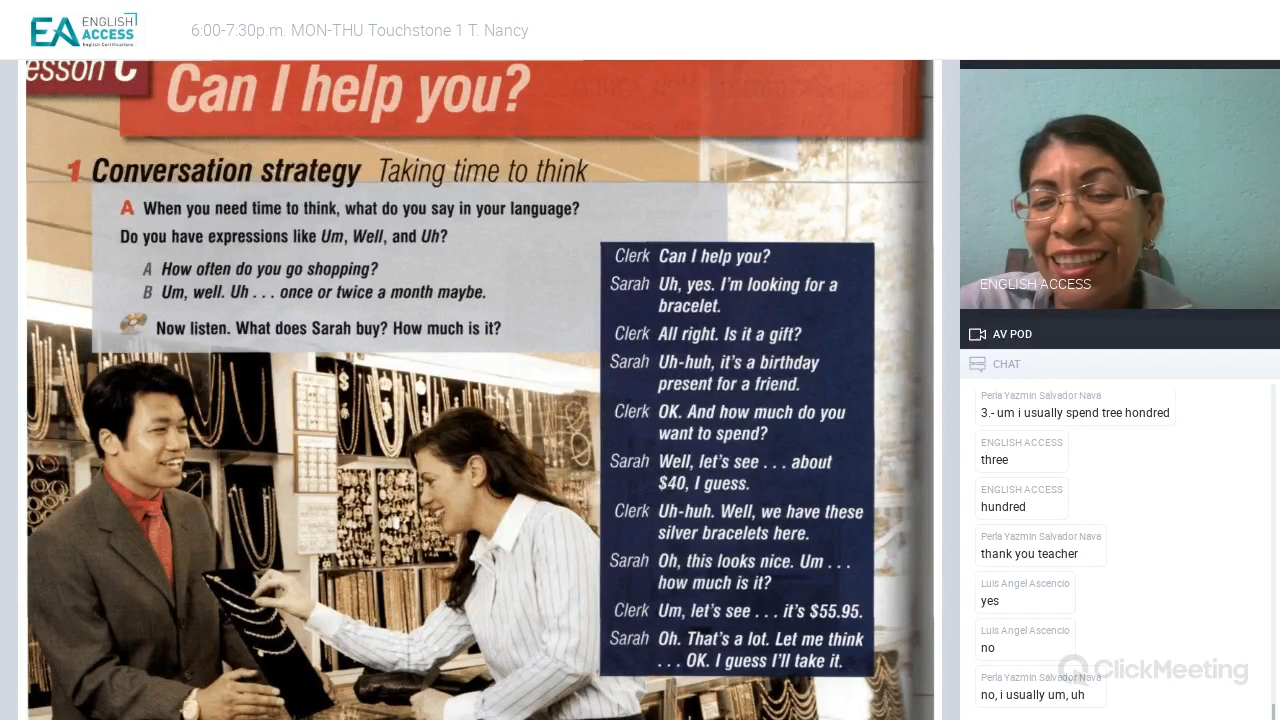 EA ENGLISH ACCESS English Certifications
6:00-7:30p.m. MON-THU Touchstone 1 T. Nancy
esson C
Can I help you?
1 Conversation strategy Taking time to think
A When you need time to think, what do you say in your language?
Do you have expressions like Um, Well, and Uh?
A How often do you go shopping?
B Um, well. Uh . . . once or twice a month maybe.
Now listen. What does Sarah buy? How much is it?
Clerk Can I help you?
Sarah Uh, yes. I'm looking for a
bracelet.
Clerk All right. Is it a gift?
Sarah Uh-huh, it's a birthday
present for a friend.
Clerk OK. And how much do you
want to spend?
Sarah Well, let's see . . . about
$40, I guess.
Clerk Uh-huh. Well, we have these
silver bracelets here.
Sarah Oh, this looks nice. Um . . .
how much is it?
Clerk Um, let's see . . . it's $55.95.
Sarah Oh. That's a lot. Let me think
. . . OK. I guess I'll take it.
ENGLISH ACCESS
AV POD
CHAT
Perla Yazmin Salvador Nava
3.- um i usually spend tree hondred
ENGLISH ACCESS
three
ENGLISH ACCESS
hundred
Perla Yazmin Salvador Nava
thank you teacher
Luis Angel Ascencio
yes
Luis Angel Ascencio
no
Perla Yazmin Salvador Nava
no, i usually um, uh
ClickMeeting